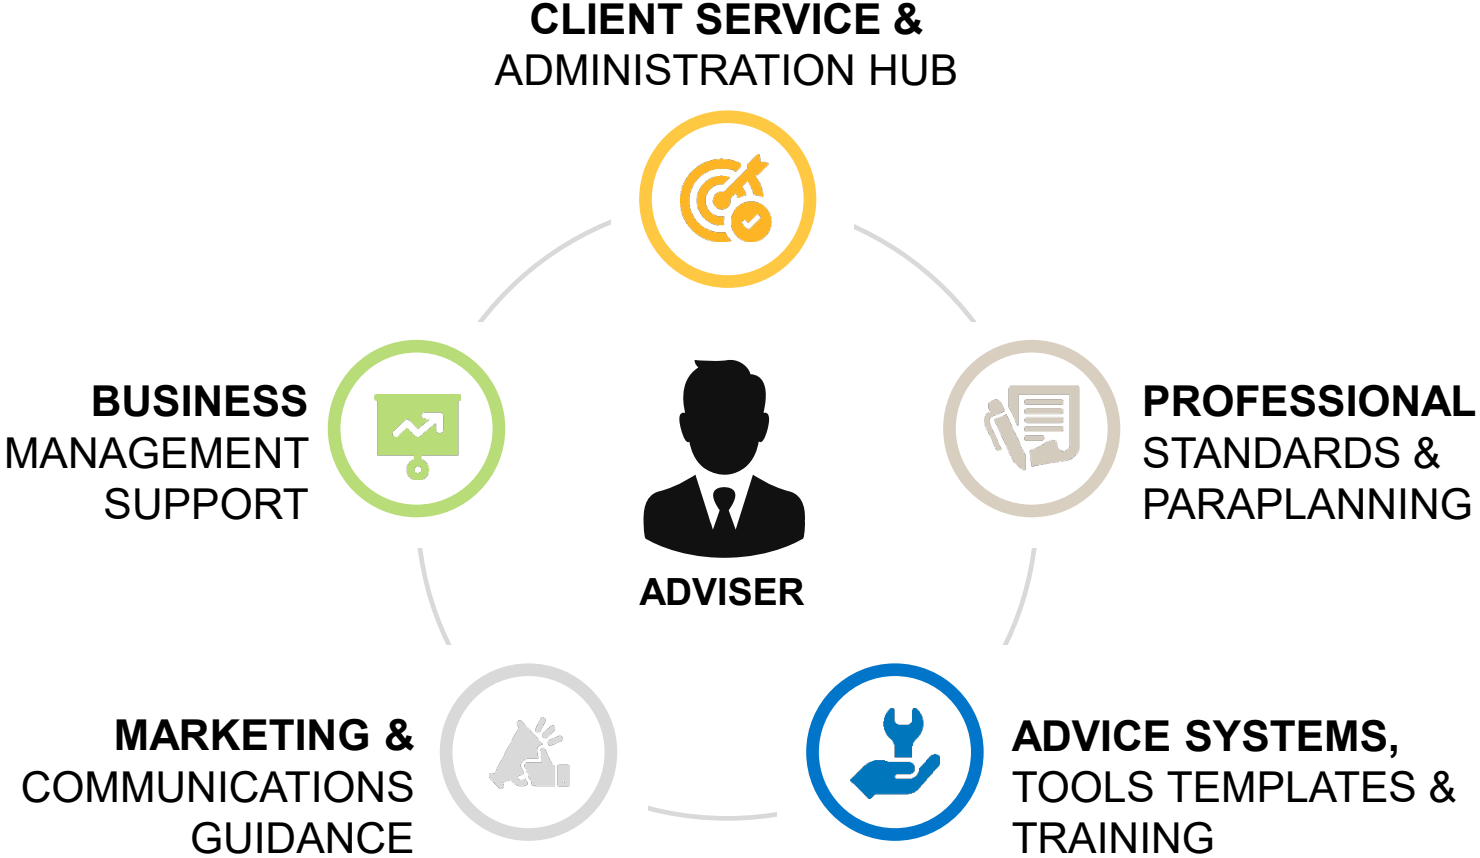 CLIENT SERVICE &
ADMINISTRATION HUB
BUSINESS
MANAGEMENT
SUPPORT
PROFESSIONAL
STANDARDS &
PARAPLANNING
ADVISER
MARKETING &
COMMUNICATIONS
GUIDANCE
ADVICE SYSTEMS,
TOOLS TEMPLATES &
TRAINING